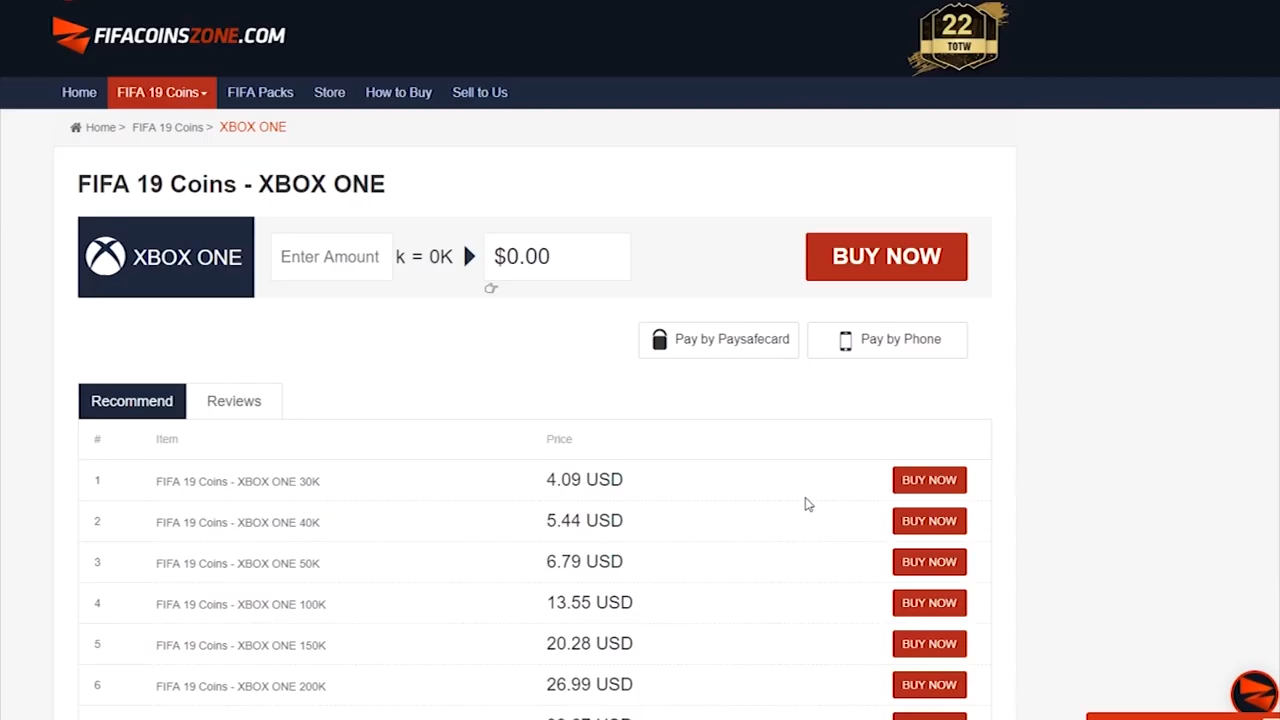 FIFACOINSZONE.COM
22
TOTW
Home FIFA 19 Coins FIFA Packs Store How to Buy Sell to Us
Home > FIFA 19 Coins > XBOX ONE
FIFA 19 Coins - XBOX ONE
XBOX ONE Enter Amount k = 0K $0.00 BUY NOW
Pay by Paysafecard Pay by Phone
Recommend Reviews
# Item Price
1 FIFA 19 Coins - XBOX ONE 30K 4.09 USD BUY NOW
2 FIFA 19 Coins - XBOX ONE 40K 5.44 USD BUY NOW
3 FIFA 19 Coins - XBOX ONE 50K 6.79 USD BUY NOW
4 FIFA 19 Coins - XBOX ONE 100K 13.55 USD BUY NOW
5 FIFA 19 Coins - XBOX ONE 150K 20.28 USD BUY NOW
6 FIFA 19 Coins - XBOX ONE 200K 26.99 USD BUY NOW